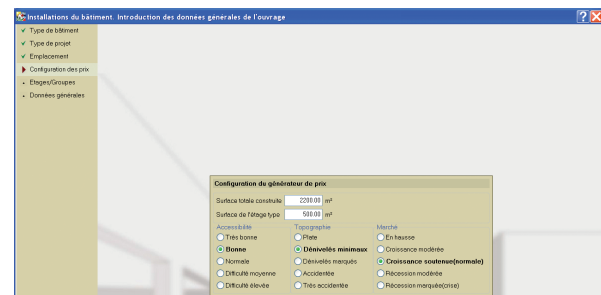 Installations du bâtiment. Introduction des données générales de l'ouvrage
Type de bâtiment
Type de projet
Emplacement
Configuration des prix
Etages/Groupes
Données générales
Configuration du générateur de prix
Surface totale construite 2200.00 m²
Surface de l'étage type 500.00 m²
Accessibilité Topographie Marché
Très bonne Plate En hausse
Bonne Dénivelés minimaux Croissance modérée
Normale Dénivelés marqués Croissance soutenue(normale)
Difficulté moyenne Accidentée Récession modérée
Difficulté élevée Très accidentée Récession marquée(crise)